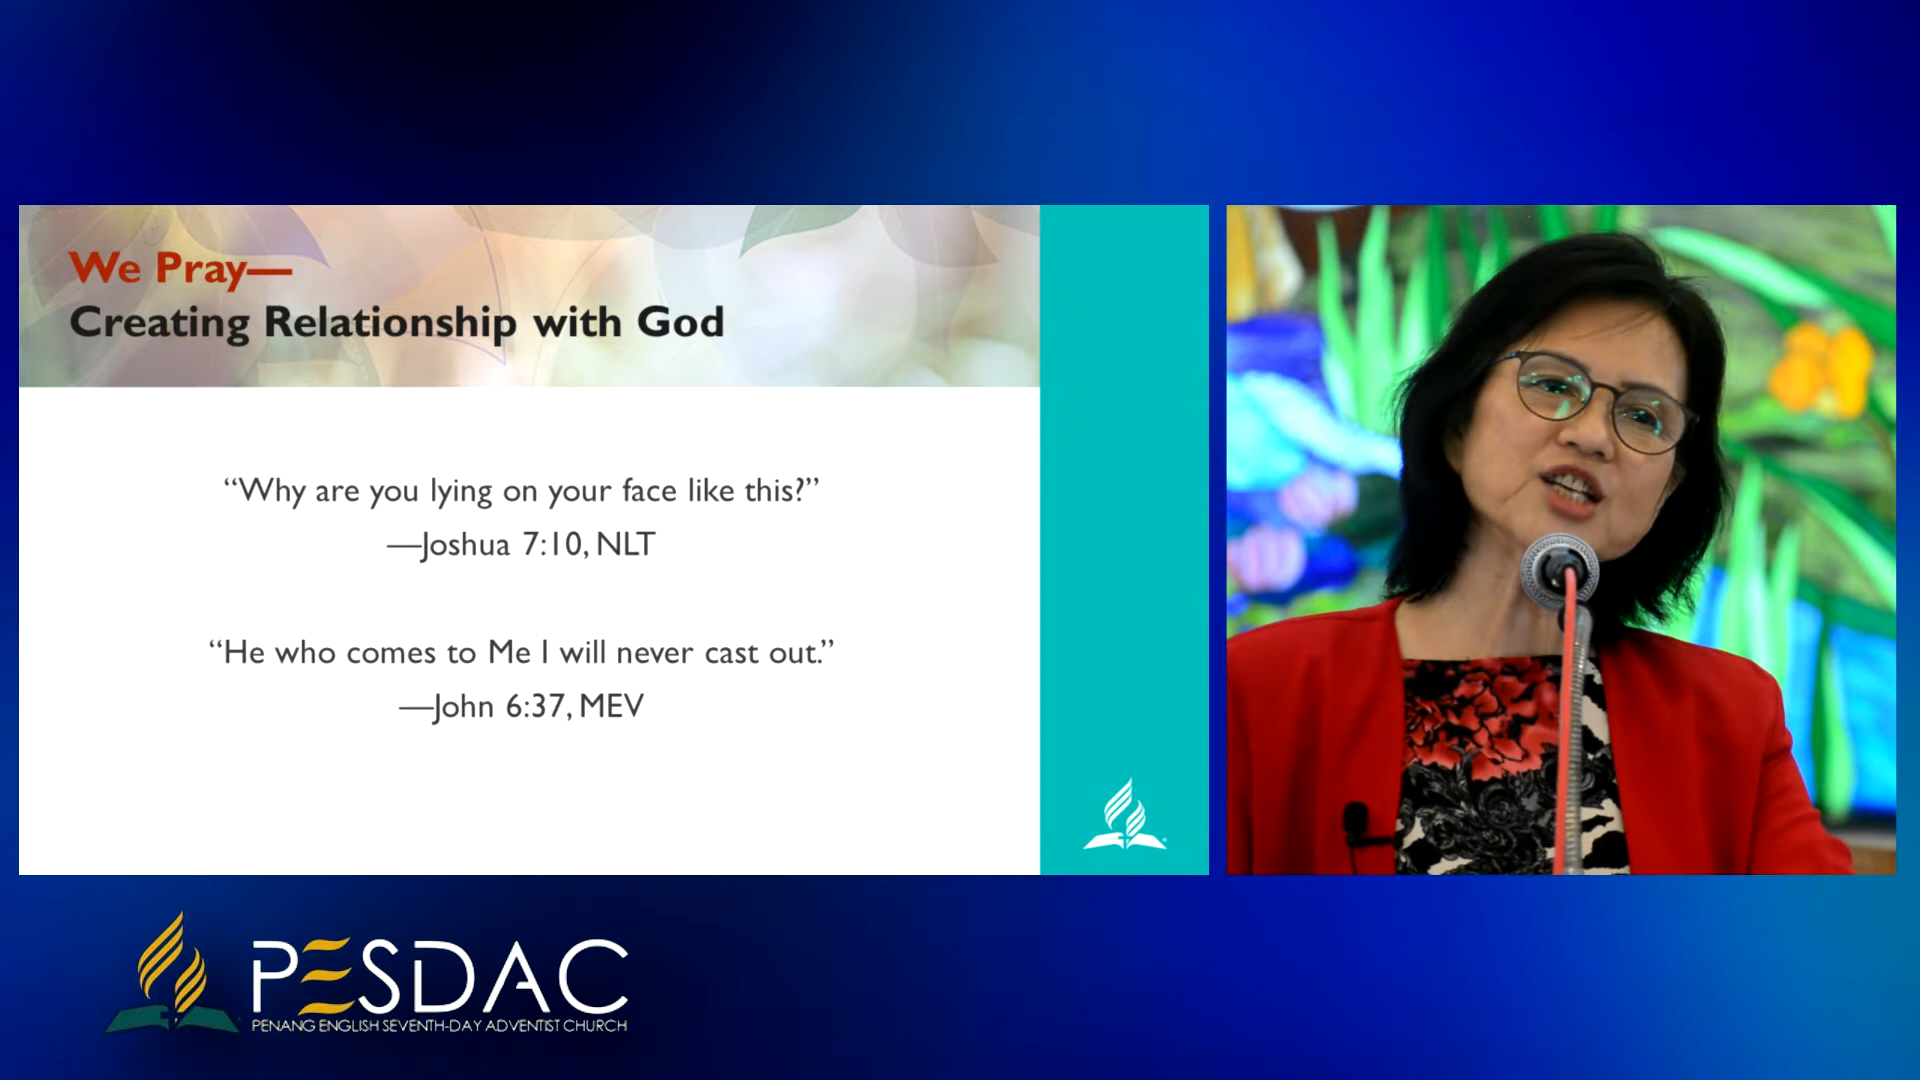 We Pray—
Creating Relationship with God
“Why are you lying on your face like this?”
—Joshua 7:10, NLT
“He who comes to Me I will never cast out.”
—John 6:37, MEV
PESDAC
PENANG ENGLISH SEVENTH-DAY ADVENTIST CHURCH